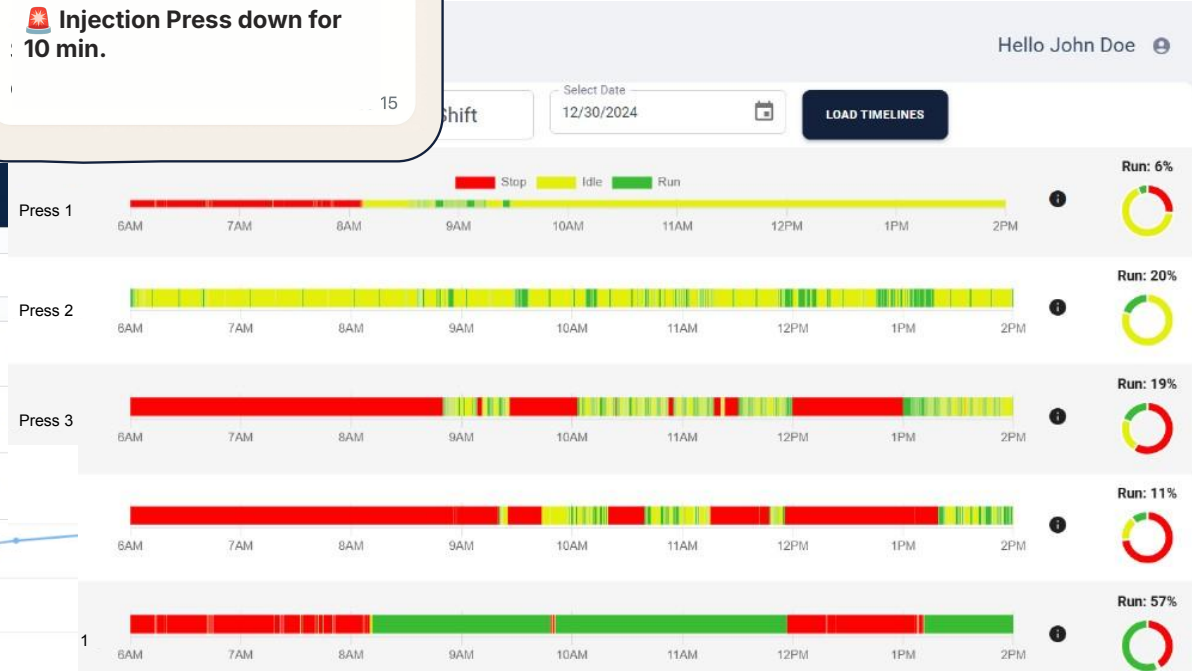 🚨 Injection Press down for
10 min.
15
Hello John Doe
Shift
Select Date
12/30/2024
LOAD TIMELINES
Stop Idle Run
Press 1
6AM 7AM 8AM 9AM 10AM 11AM 12PM 1PM 2PM
Run: 6%
Press 2
6AM 7AM 8AM 9AM 10AM 11AM 12PM 1PM 2PM
Run: 20%
Press 3
6AM 7AM 8AM 9AM 10AM 11AM 12PM 1PM 2PM
Run: 19%
6AM 7AM 8AM 9AM 10AM 11AM 12PM 1PM 2PM
Run: 11%
1
6AM 7AM 8AM 9AM 10AM 11AM 12PM 1PM 2PM
Run: 57%